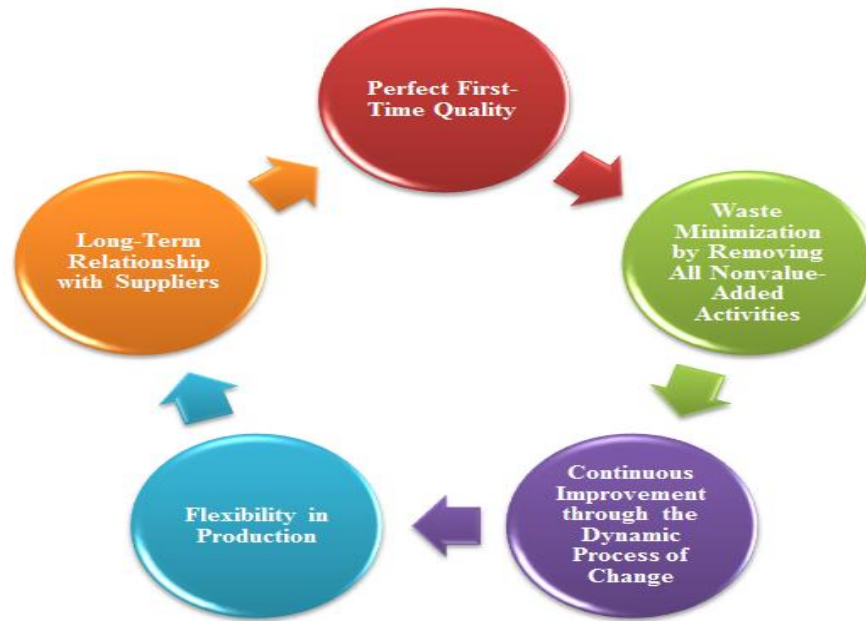 Perfect First-
Time Quality
Waste
Minimization
by Removing
All Nonvalue-
Added
Activities
Continuous
Improvement
through the
Dynamic
Process of
Change
Flexibility in
Production
Long-Term
Relationship
with Suppliers